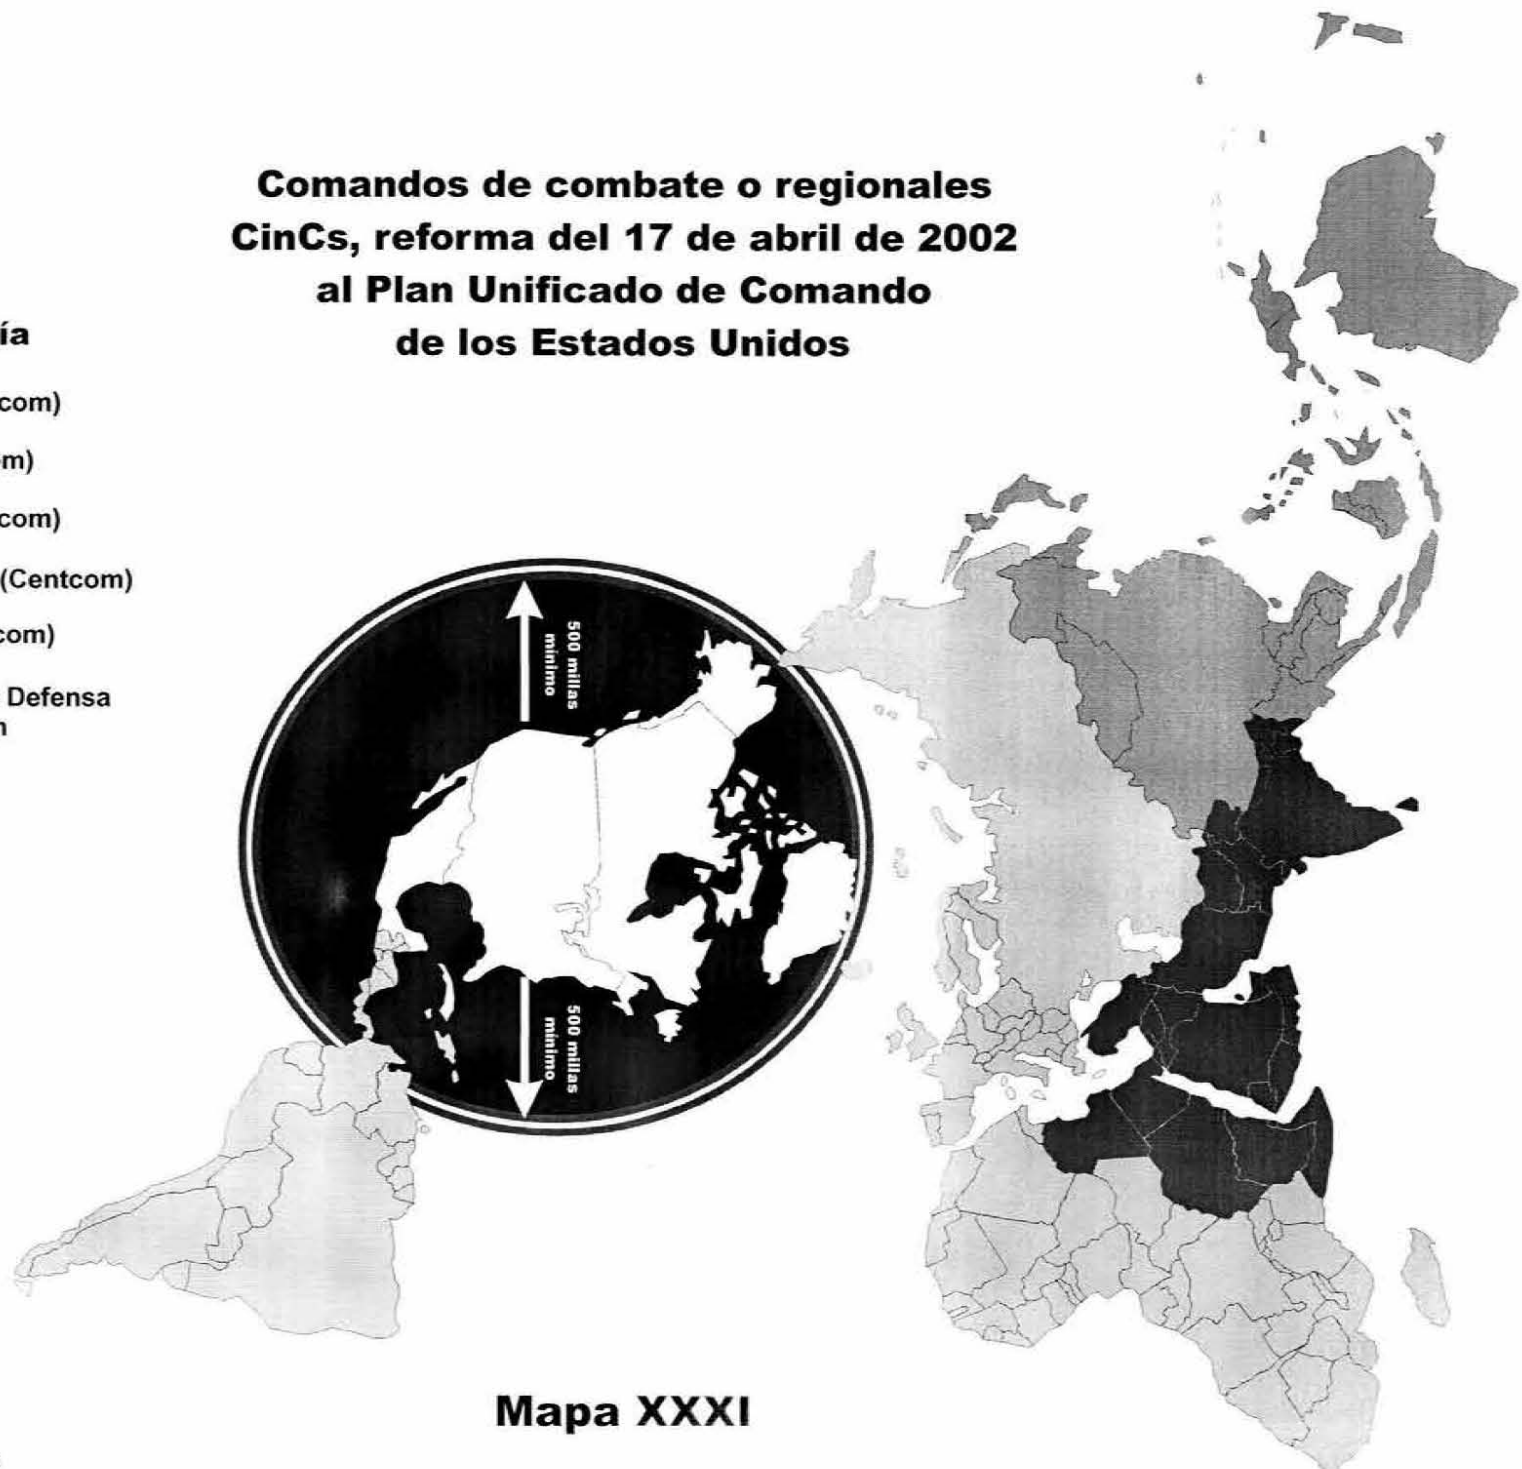 Comandos de combate o regionales
CinCs, reforma del 17 de abril de 2002
al Plan Unificado de Comando
de los Estados Unidos
ía
com)
m)
com)
(Centcom)
com)
Defensa
500 millas
mínimo
500 millas
mínimo
Mapa XXXI